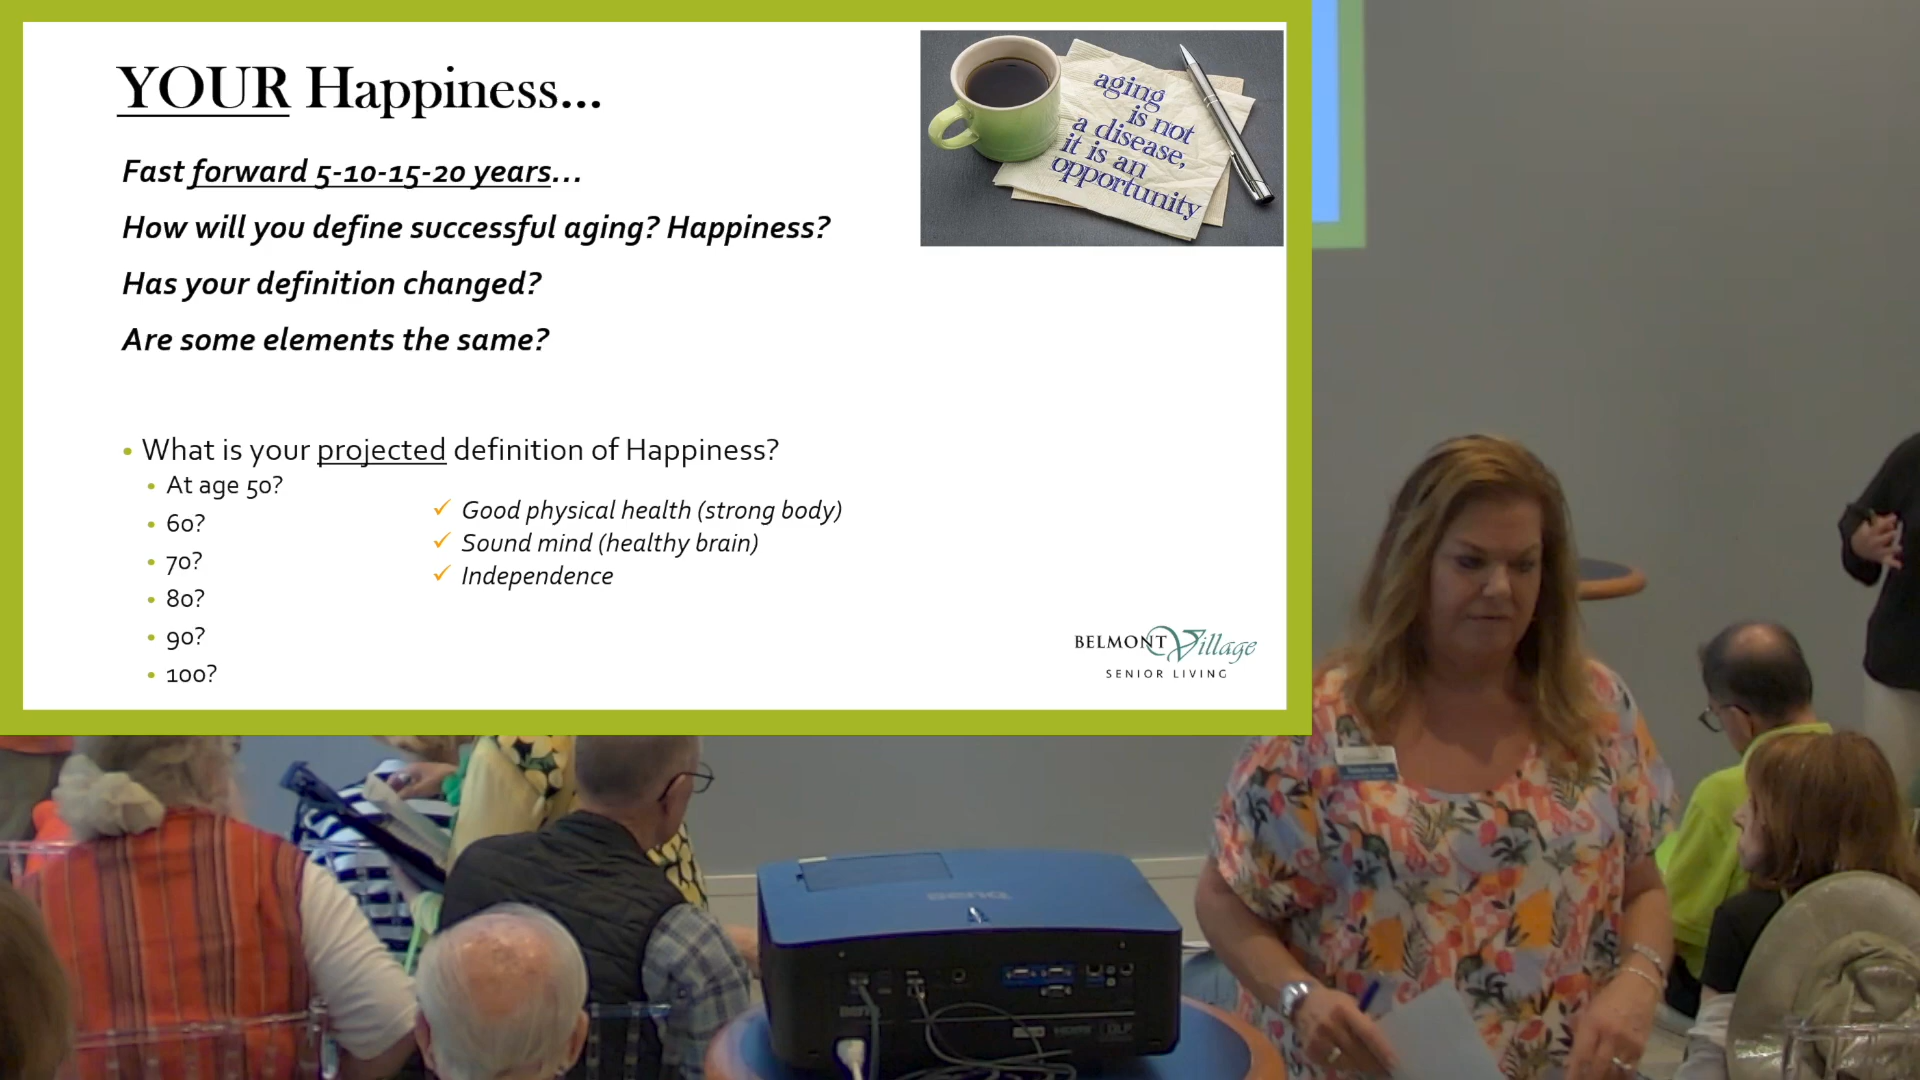 YOUR Happiness...
aging
is not
a disease,
it is an
opportunity
Fast forward 5-10-15-20 years...
How will you define successful aging? Happiness?
Has your definition changed?
Are some elements the same?
• What is your projected definition of Happiness?
• At age 50?
• 60?
• 70?
• 80?
• 90?
• 100?
✓ Good physical health (strong body)
✓ Sound mind (healthy brain)
✓ Independence
BELMONT Village
SENIOR LIVING
BenQ